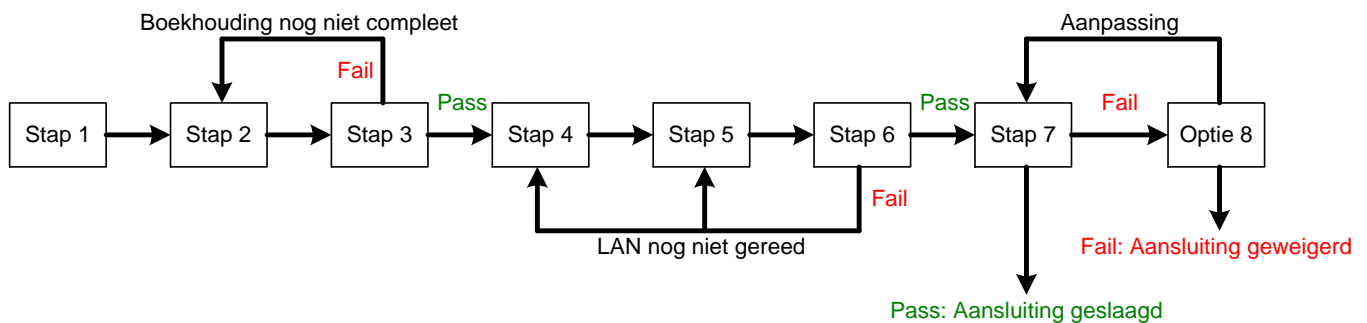 Boekhouding nog niet compleet
Aanpassing
Fail
Pass
Pass
Fail
Stap 1
Stap 2
Stap 3
Stap 4
Stap 5
Stap 6
Stap 7
Optie 8
Fail
LAN nog niet gereed
Fail: Aansluiting geweigerd
Pass: Aansluiting geslaagd